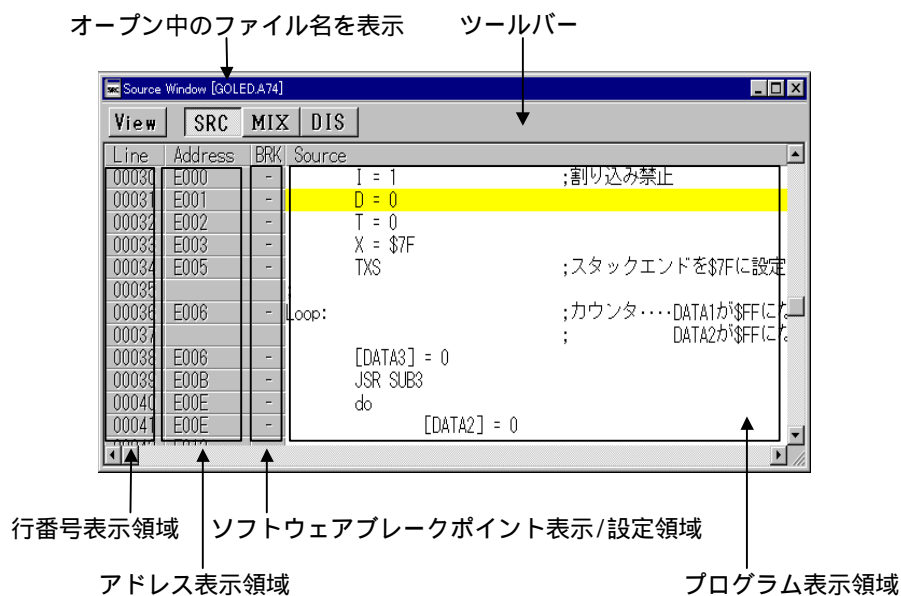 オープン中のファイル名を表示 ツールバー
Source Window [GOLED.A74]
View SRC MIX DIS
Line Address BRK Source
00030 E000 - I = 1 ;割り込み禁止
00031 E001 - D = 0
00032 E002 - T = 0
00033 E003 - X = $7F
00034 E005 - TXS ;スタックエンドを$7Fに設定
00035 ;
00036 E006 - Loop: ;カウンタ････DATA1が$FFにな
00037 ; DATA2が$FFにな
00038 E006 - [DATA3] = 0
00039 E00B - JSR SUB3
00040 E00E - do
00041 E00E - [DATA2] = 0
行番号表示領域 ソフトウェアブレークポイント表示/設定領域
アドレス表示領域 プログラム表示領域